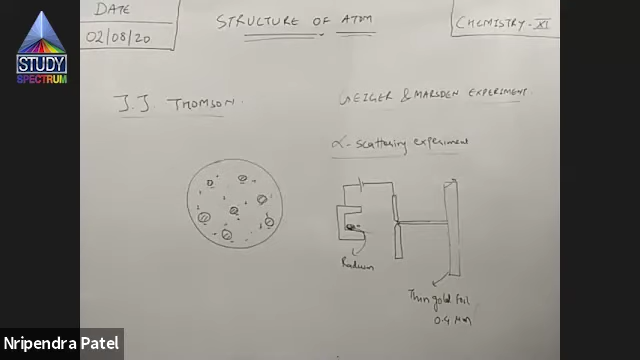 DATE
02/08/20
STRUCTURE OF ATOM
CHEMISTRY-XI
STUDY
SPECTRUM
J.J. THOMSON.
GEIGER & MARSDEN EXPERIMENT.
α-scattering experiment
Radium
Thin gold foil
0.4 μm
Nripendra Patel